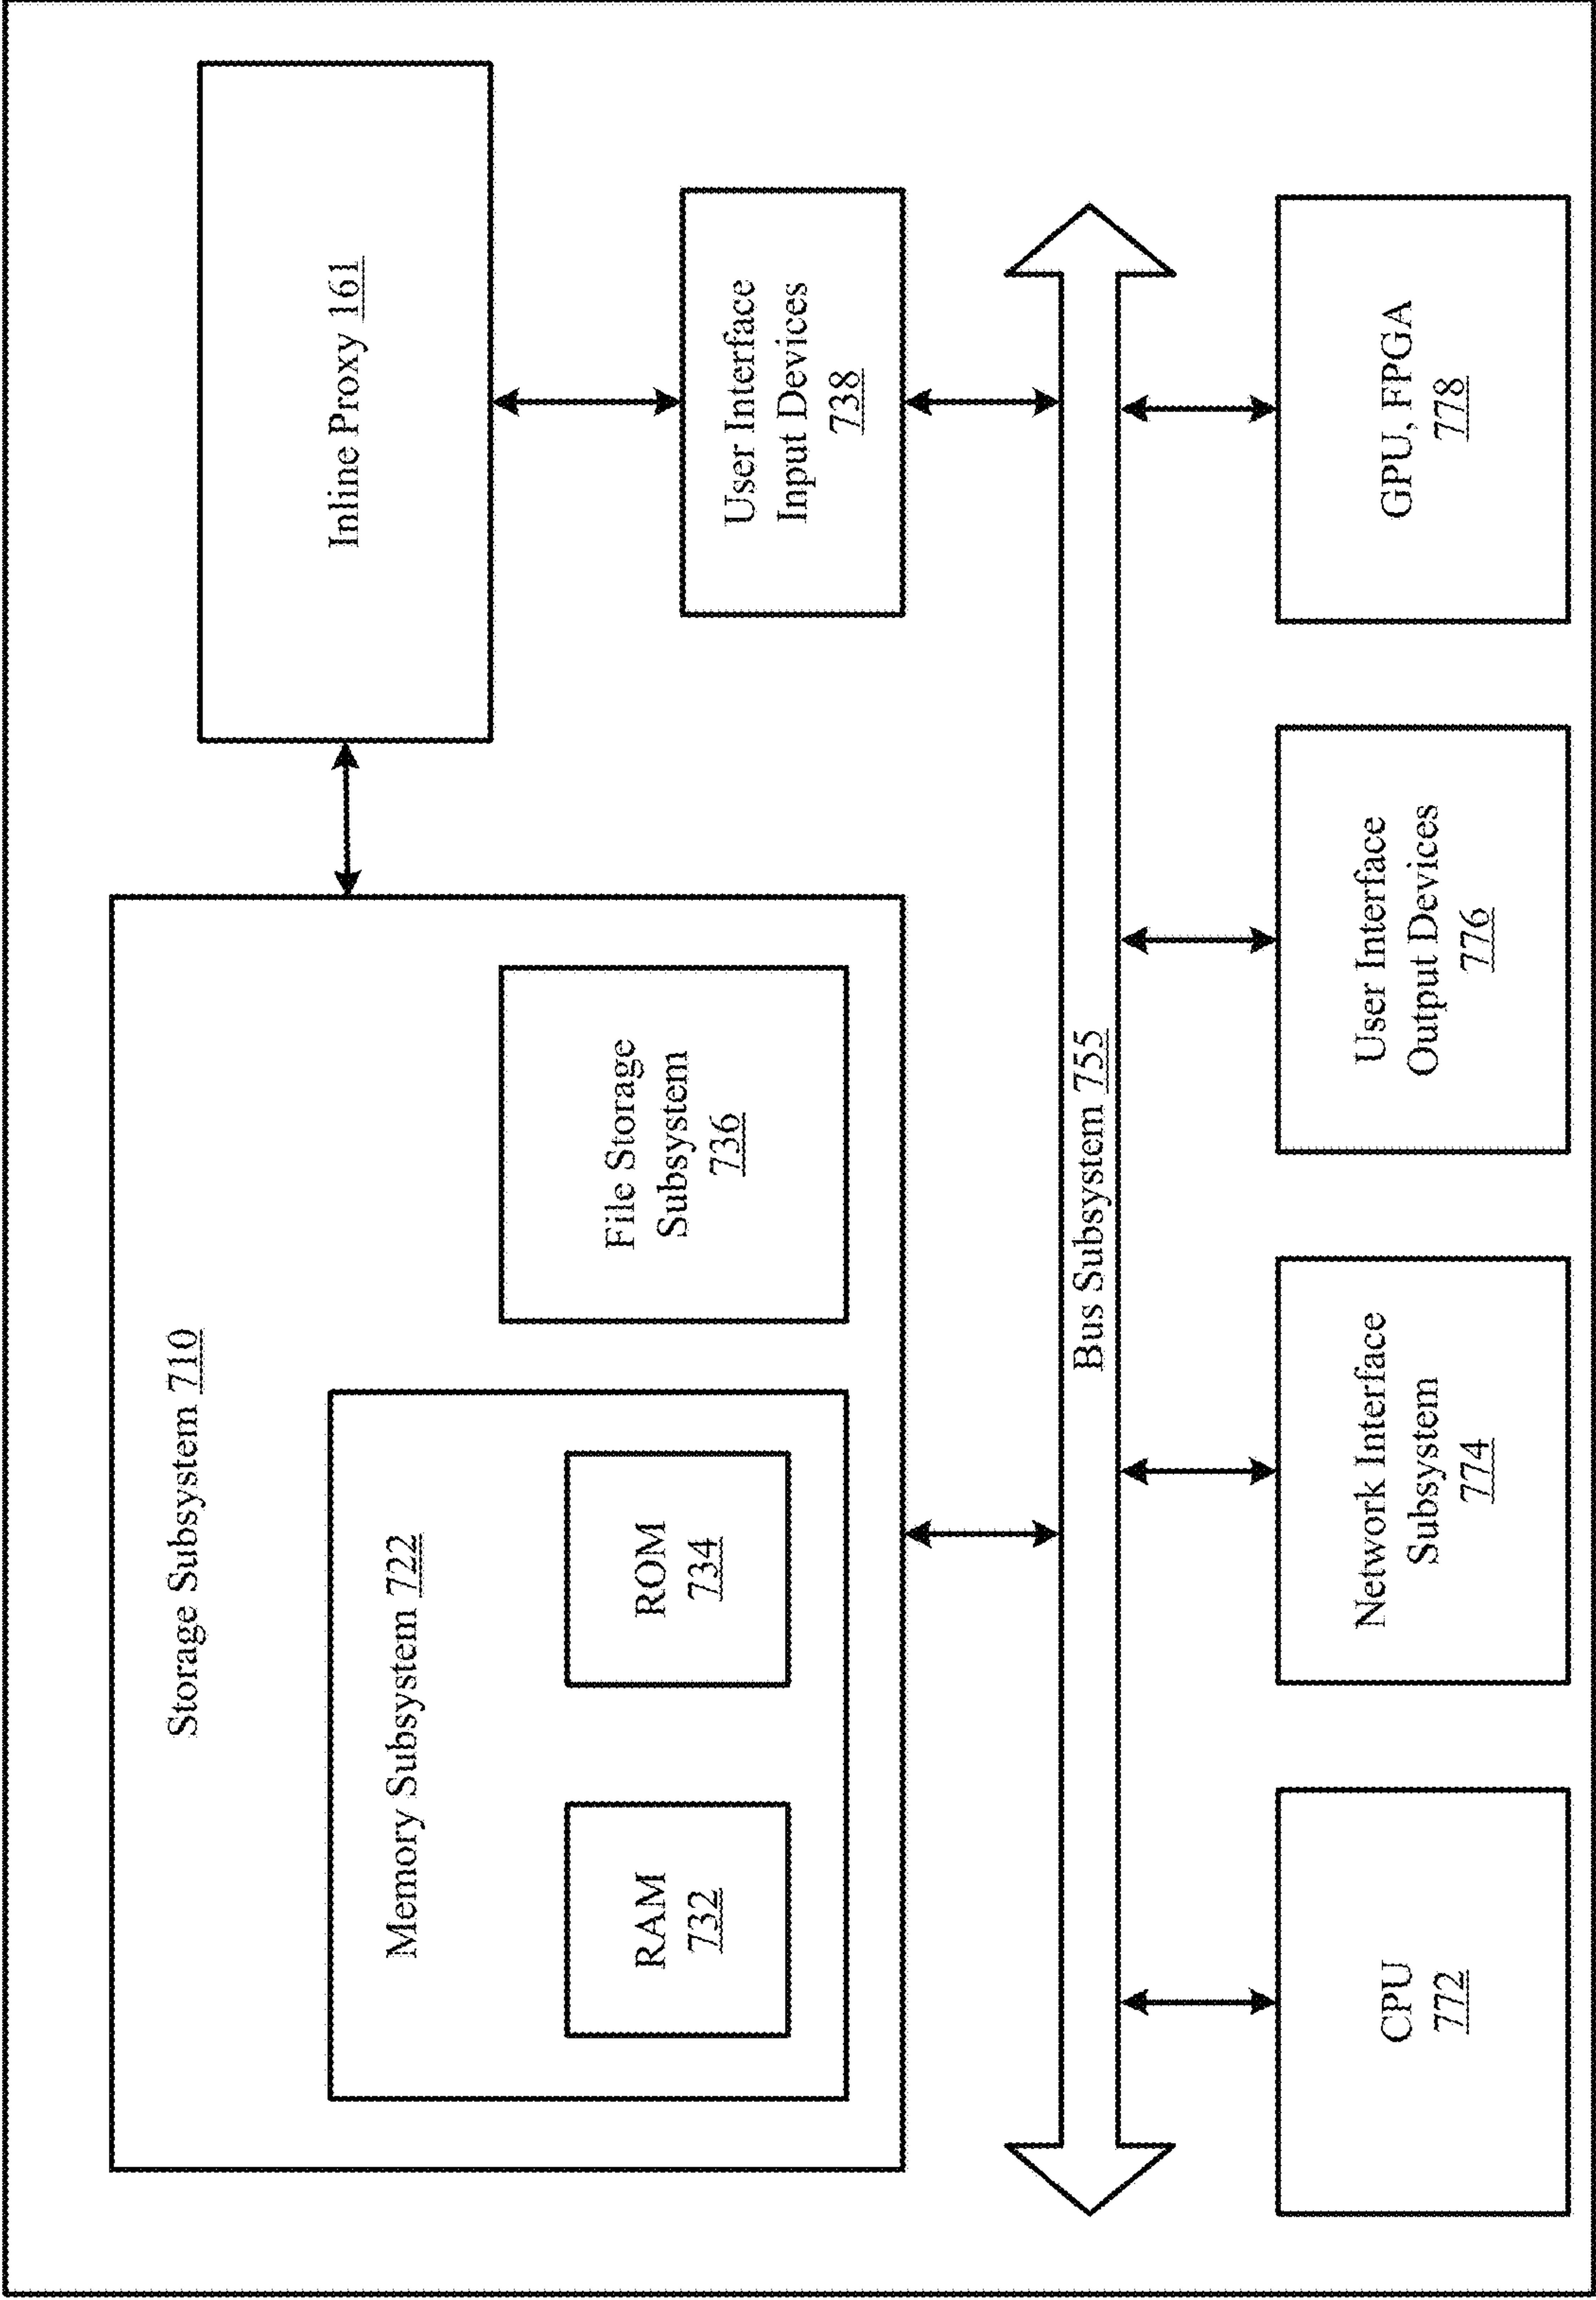 Storage Subsystem 710
Memory Subsystem 722
RAM
732
ROM
734
File Storage
Subsystem
736
Inline Proxy 161
User Interface
Input Devices
738
Bus Subsystem 755
CPU
772
Network Interface
Subsystem
774
User Interface
Output Devices
776
GPU, FPGA
778